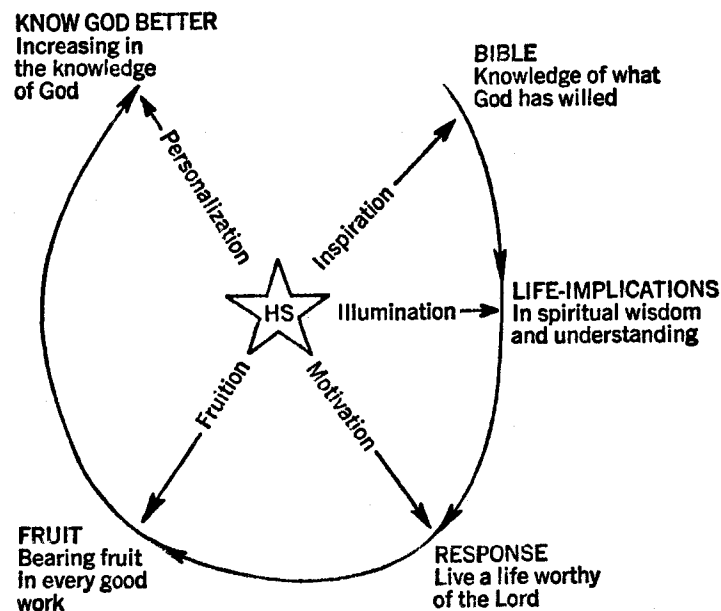 KNOW GOD BETTER
Increasing in
the knowledge
of God
BIBLE
Knowledge of what
God has willed
Personalization
Inspiration
HS
Illumination
LIFE-IMPLICATIONS
In spiritual wisdom
and understanding
Fruition
Motivation
FRUIT
Bearing fruit
in every good
work
RESPONSE
Live a life worthy
of the Lord